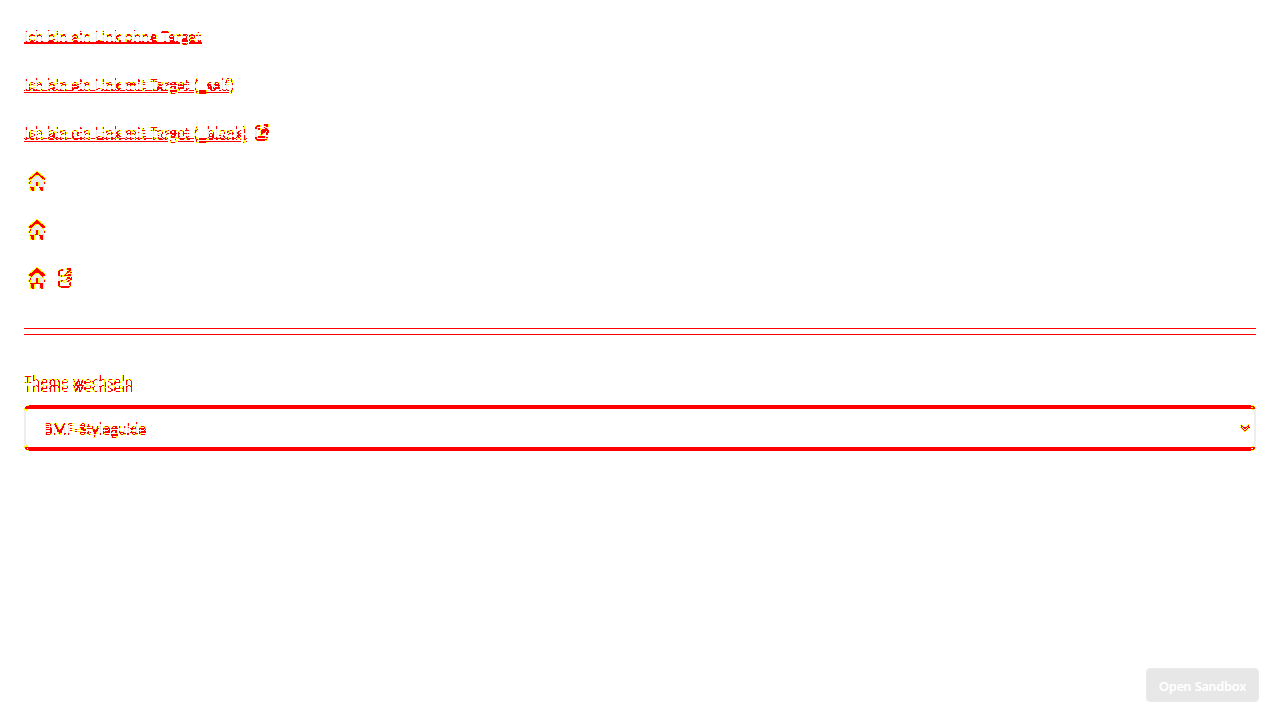 Ich bin ein Link ohne Target
Ich bin ein Link mit Target (_self)
Ich bin ein Link mit Target (_blank)
Theme wechseln
Styleguide
Open Sandbox